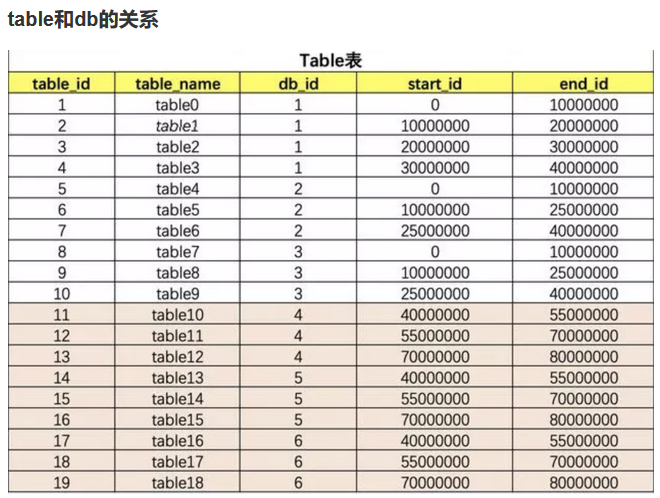 table和db的关系
Table表
table_id table_name db_id start_id end_id
1 table0 1 0 10000000
2 table1 1 10000000 20000000
3 table2 1 20000000 30000000
4 table3 1 30000000 40000000
5 table4 2 0 10000000
6 table5 2 10000000 25000000
7 table6 2 25000000 40000000
8 table7 3 0 10000000
9 table8 3 10000000 25000000
10 table9 3 25000000 40000000
11 table10 4 40000000 55000000
12 table11 4 55000000 70000000
13 table12 4 70000000 80000000
14 table13 5 40000000 55000000
15 table14 5 55000000 70000000
16 table15 5 70000000 80000000
17 table16 6 40000000 55000000
18 table17 6 55000000 70000000
19 table18 6 70000000 80000000